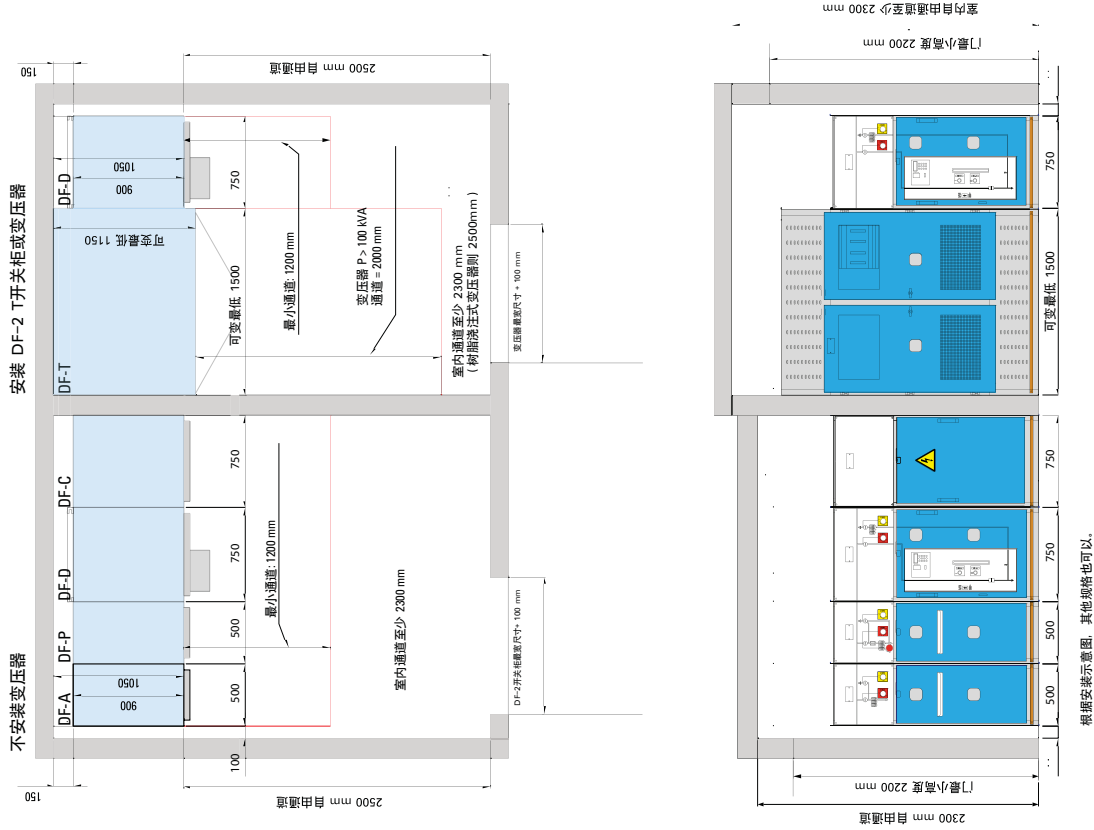 安装 DF-2 T开关柜或变压器
不安装变压器
150
2500 mm 自由通道
DF-D
1050
900
750
DF-T
可变最低 1150
可变最低 1500
最小通道: 1200 mm
变压器 P > 100 kVA
通道 = 2000 mm
室内通道至少 2300 mm
(树脂浇注式变压器则 2500mm)
变压器最宽尺寸 + 100 mm
DF-C
750
DF-D
750
DF-P
500
DF-A
1050
900
500
100
最小通道: 1200 mm
室内通道至少 2300 mm
DF-2开关柜最宽尺寸+ 100 mm
150
2500 mm 自由通道
室内自由通道至少 2300 mm
门最小高度 2200 mm
750
可变最低 1500
750
750
500
500
门最小高度 2200 mm
2300 mm 自由通道
根据安装示意图, 其他规格也可以。